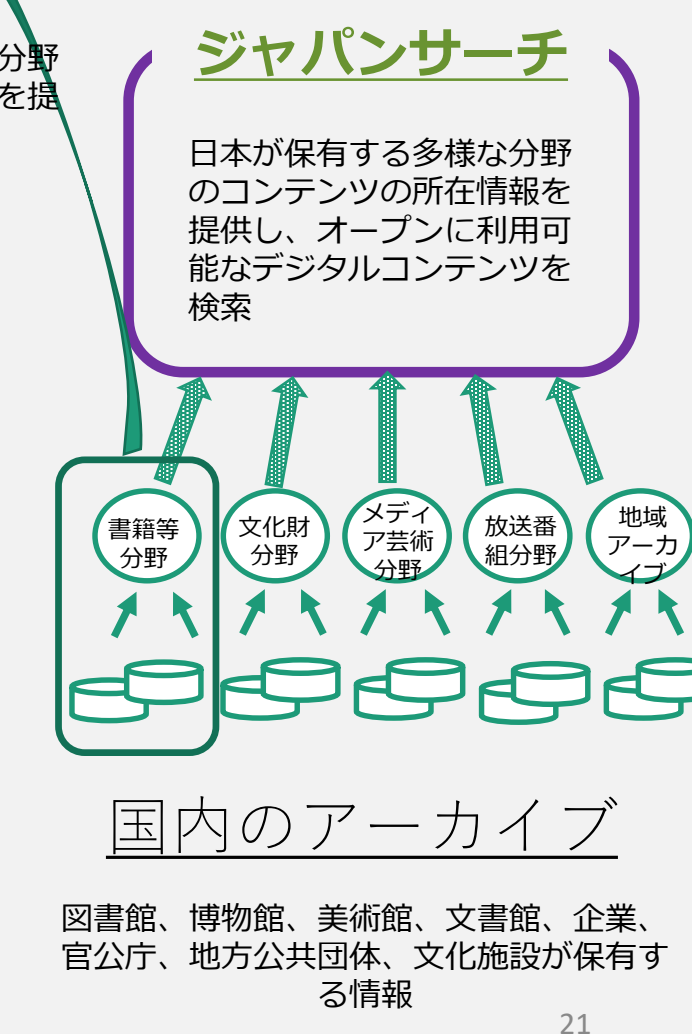 分野
を提
ジャパンサーチ
日本が保有する多様な分野
のコンテンツの所在情報を
提供し、オープンに利用可
能なデジタルコンテンツを
検索
書籍等
分野
文化財
分野
メディ
ア芸術
分野
放送番
組分野
地域
アーカ
イブ
国内のアーカイブ
図書館、博物館、美術館、文書館、企業、
官公庁、地方公共団体、文化施設が保有す
る情報
21